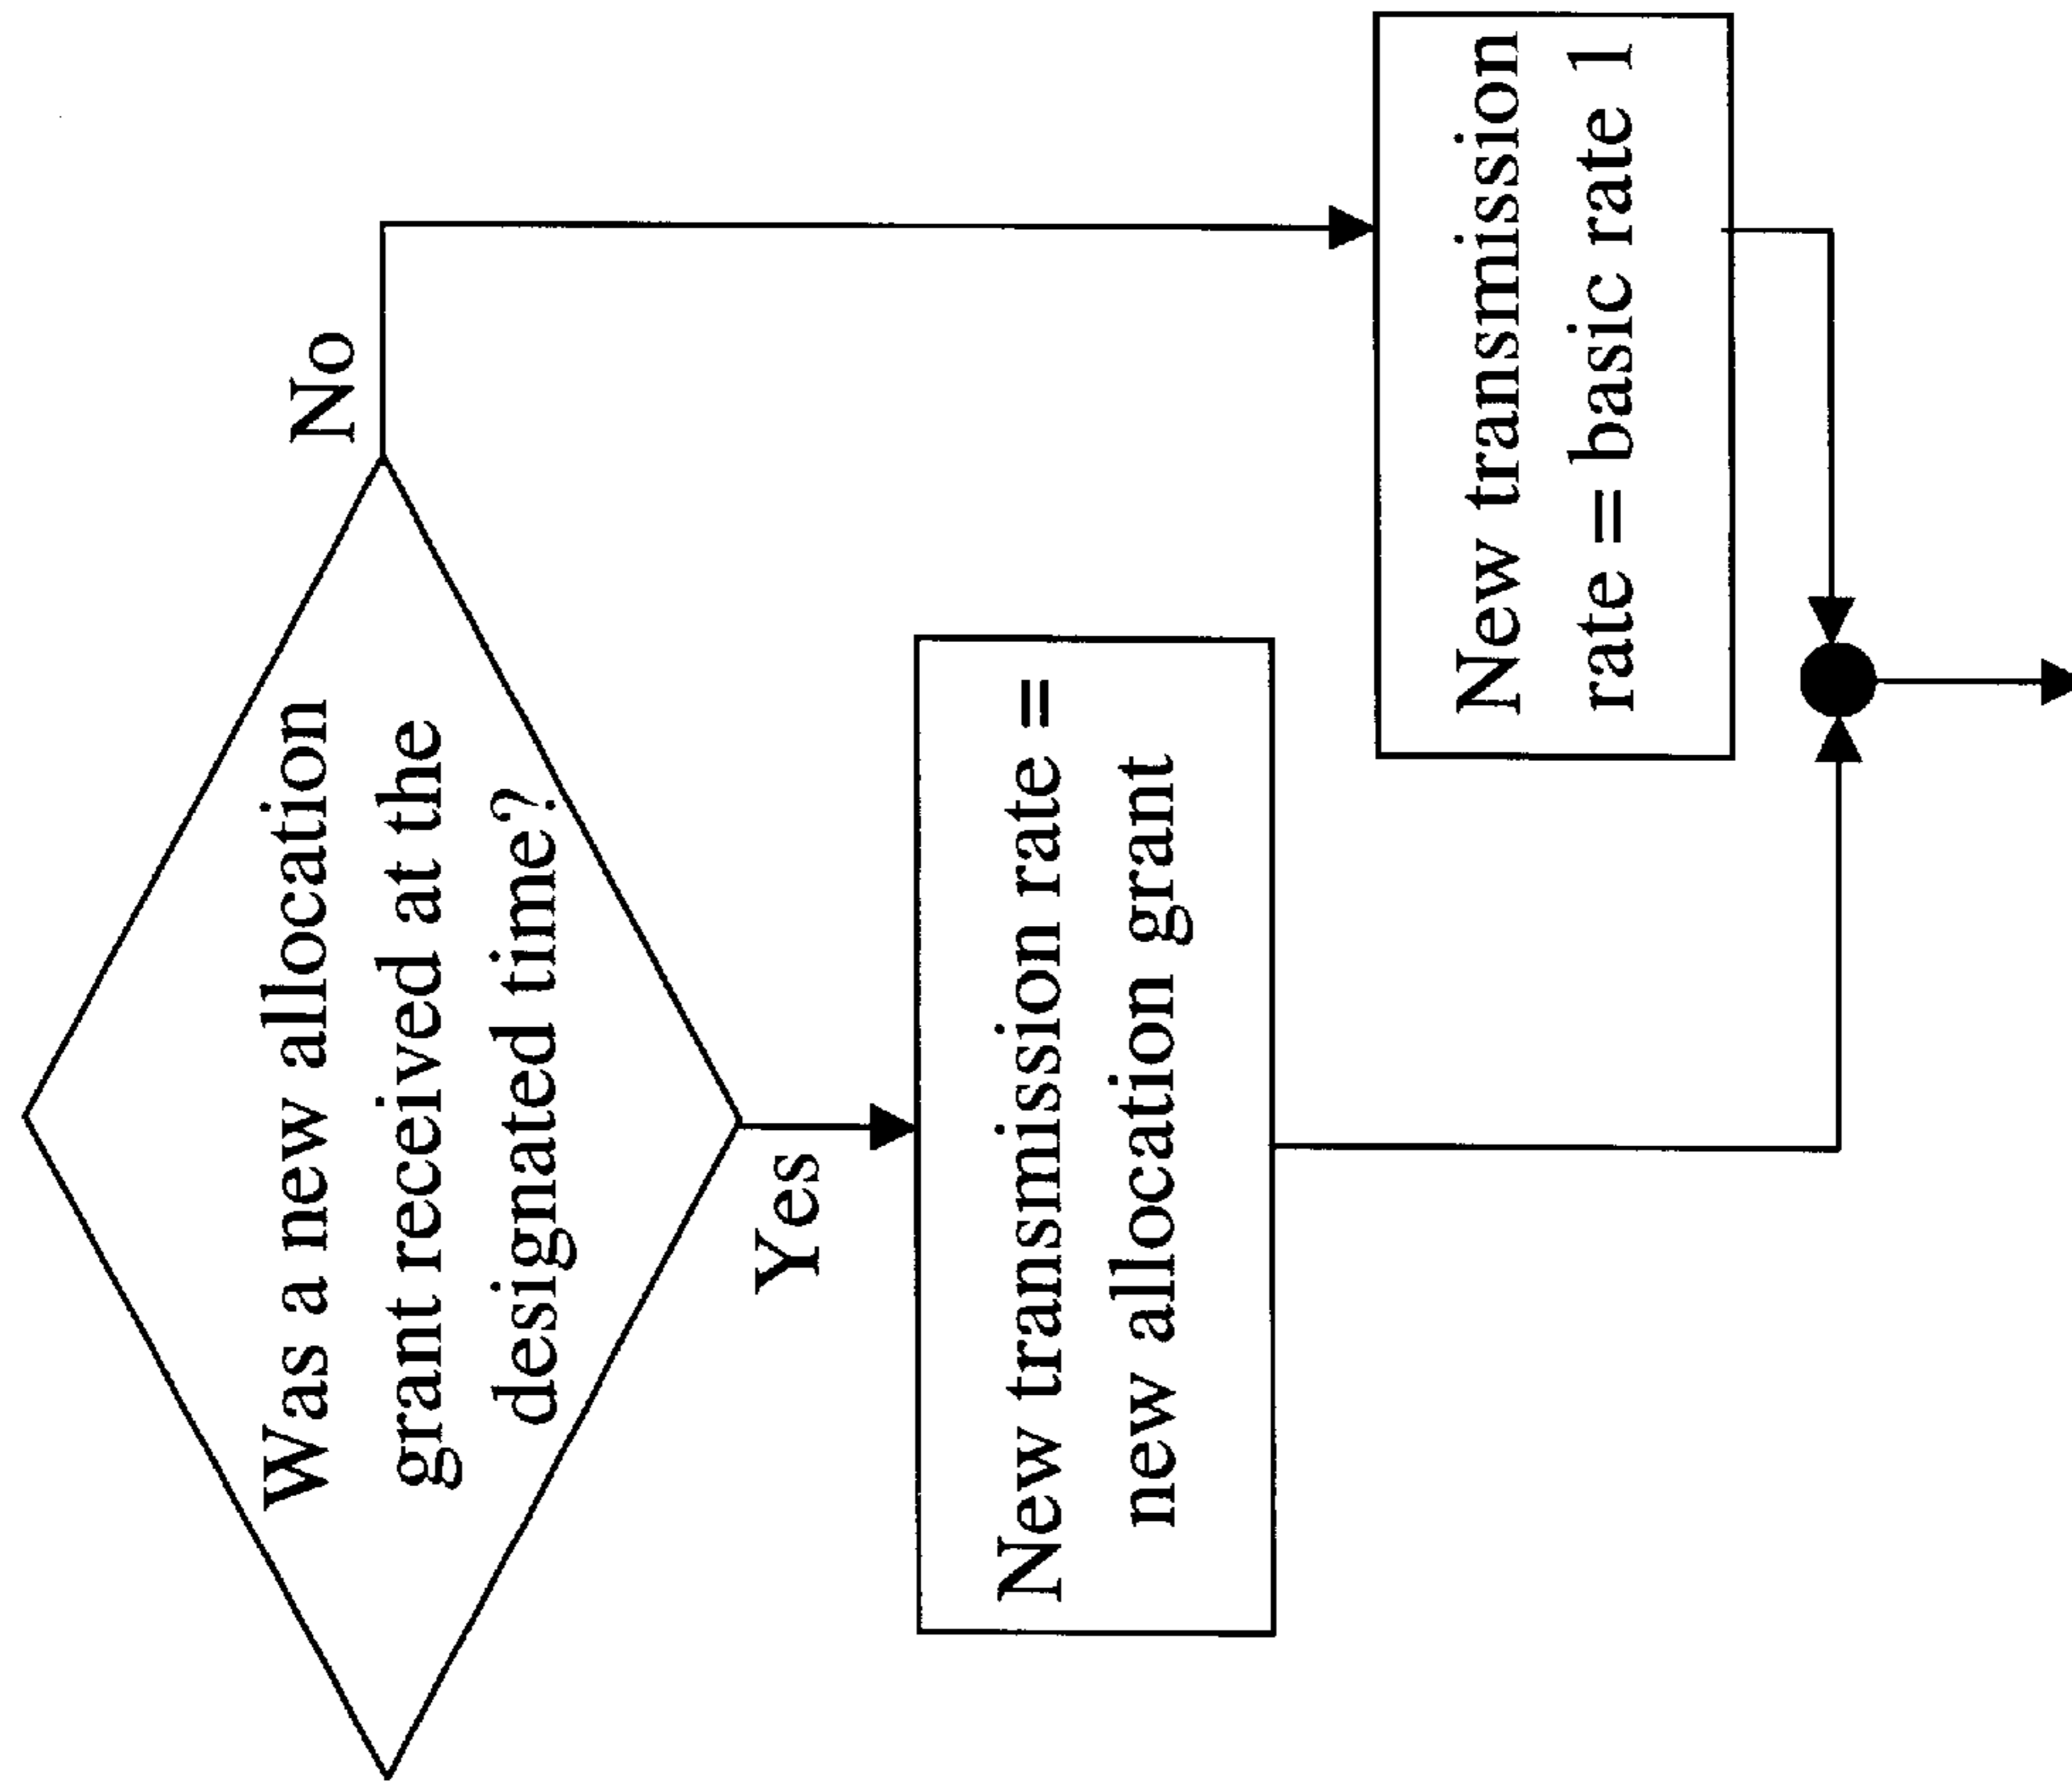 Was a new allocation
grant received at the
designated time?
No
Yes
New transmission rate =
new allocation grant
New transmission
rate = basic rate 1